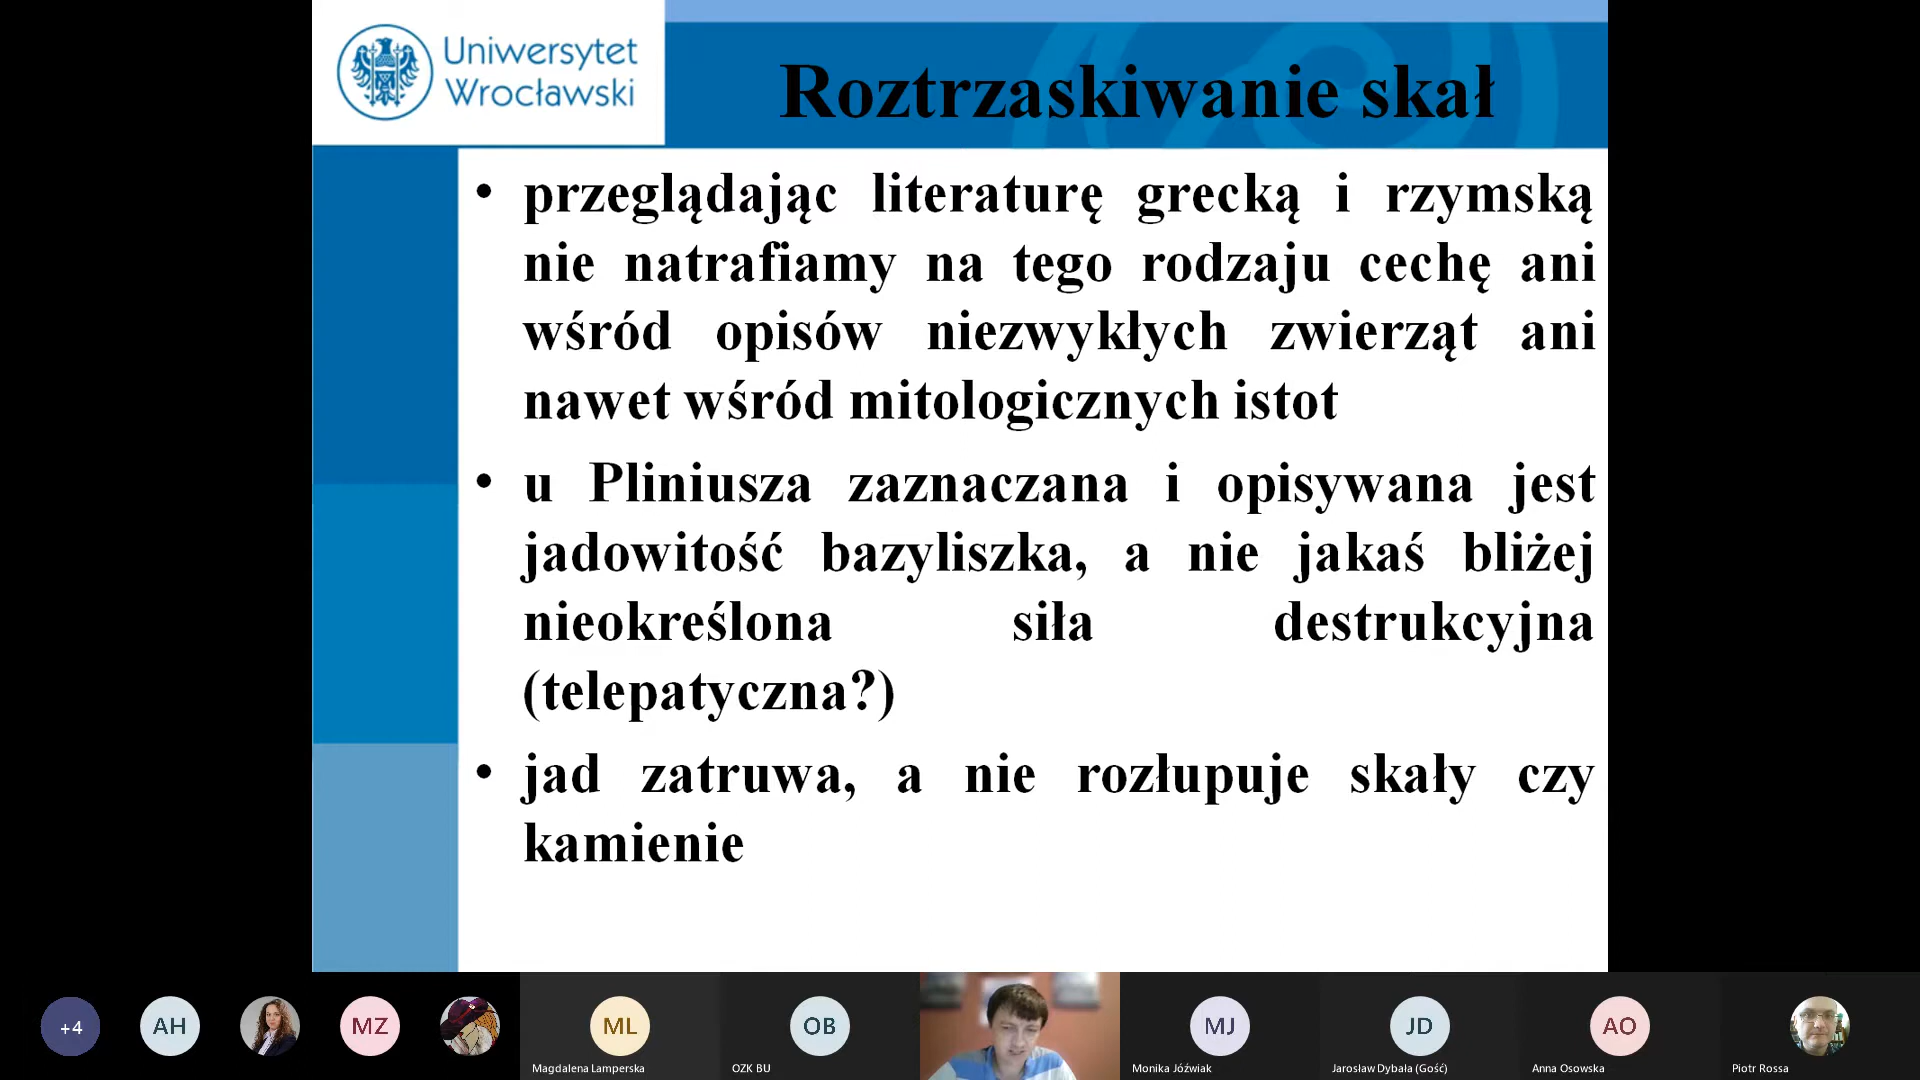 Uniwersytet
Wrocławski
Roztrzaskiwanie skał
• przeglądając literaturę grecką i rzymską
nie natrafiamy na tego rodzaju cechę ani
wśród opisów niezwykłych zwierząt ani
nawet wśród mitologicznych istot
• u Pliniusza zaznaczana i opisywana jest
jadowitość bazyliszka, a nie jakaś bliżej
nieokreślona siła destrukcyjna
(telepatyczna?)
• jad zatruwa, a nie rozłupuje skały czy
kamienie
+4 AH MZ ML OB MJ JD AO
Magdalena Lamperska OZK BU Monika Jóźwiak Jarosław Dybała (Gość) Anna Osowska Piotr Rossa